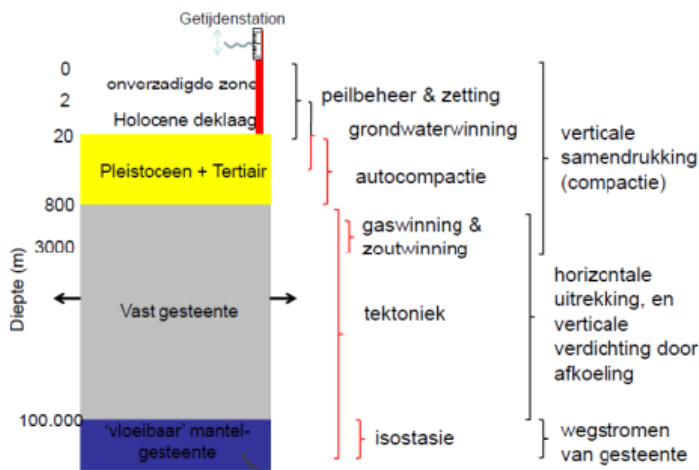 Getijdenstation
0
onverzadigde zone
2
Holocene deklaag
20
Pleistoceen + Tertiair
800
3000
Diepte (m)
Vast gesteente
100.000
'vloeibaar' mantel-
gesteente
peilbeheer & zetting
grondwaterwinning
autocompactie
gaswinning &
zoutwinning
tektoniek
isostasie
verticale
samendrukking
(compactie)
horizontale
uitrekking, en
verticale
verdichting door
afkoeling
wegstromen
van gesteente